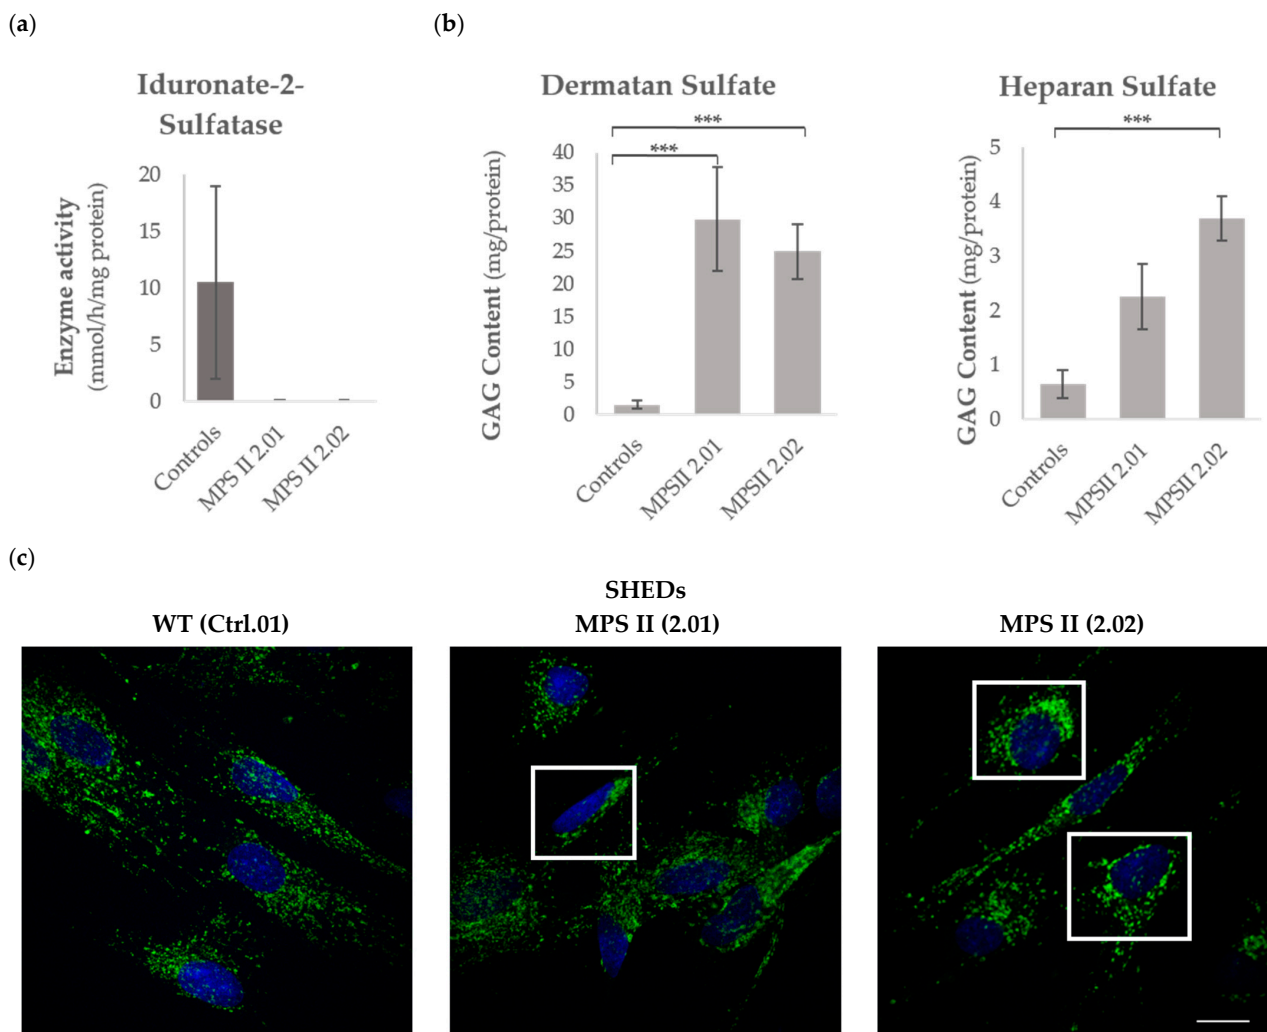 (a)
(b)
Iduronate-2-
Sulfatase
Enzyme activity
(mmol/h/mg protein)
20
15
10
5
0
Controls
MPS II 2.01
MPS II 2.02
Dermatan Sulfate
***
***
GAG Content (mg/protein)
40
35
30
25
20
15
10
5
0
Controls
MPSII 2.01
MPSII 2.02
Heparan Sulfate
***
GAG Content (mg/protein)
5
4
3
2
1
0
Controls
MPSII 2.01
MPSII 2.02
(c)
SHEDs
WT (Ctrl.01)
MPS II (2.01)
MPS II (2.02)